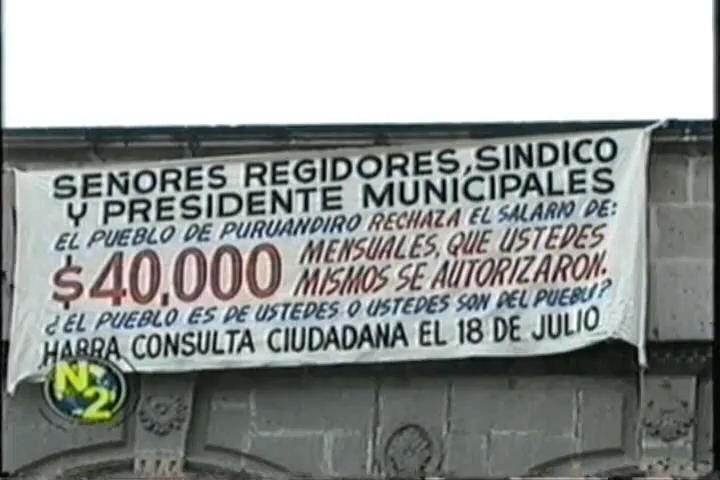 SEÑORES REGIDORES, SINDICO
Y PRESIDENTE MUNICIPALES
EL PUEBLO DE PURUANDIRO RECHAZA EL SALARIO DE:
$40,000 MENSUALES, QUE USTEDES
MISMOS SE AUTORIZARON.
¿EL PUEBLO ES DE USTEDES O USTEDES SON DEL PUEBLO?
HABRA CONSULTA CIUDADANA EL 18 DE JULIO
N2